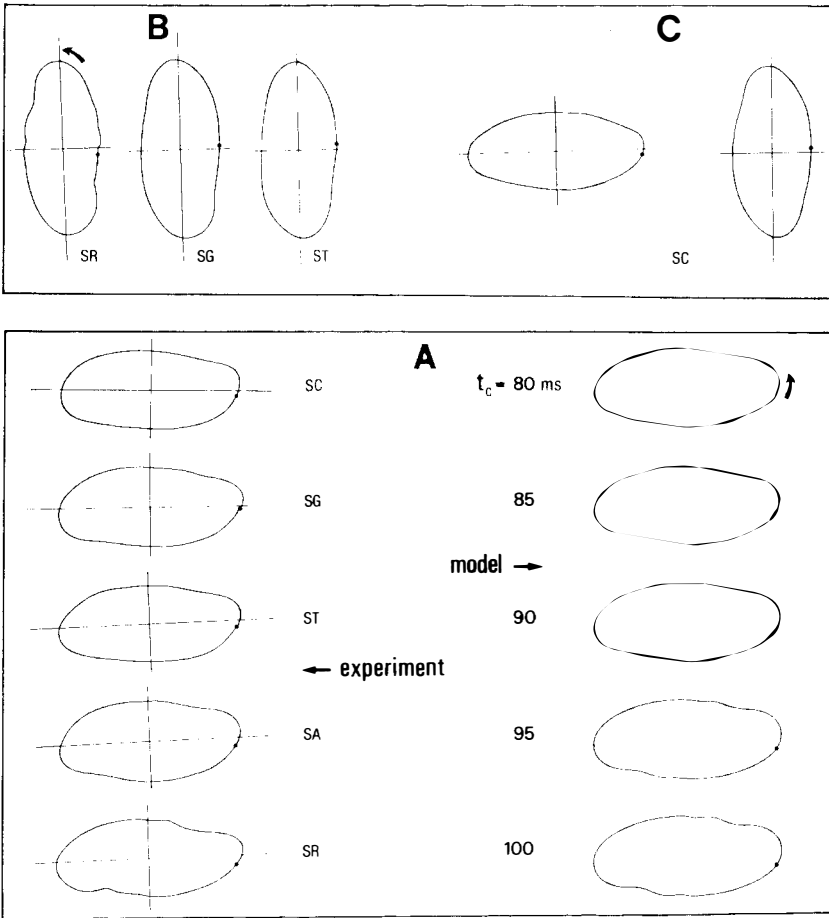 B
C
SR
SG
ST
SC
A
SC
t_c = 80 ms
SG
85
model →
ST
90
← experiment
SA
95
SR
100